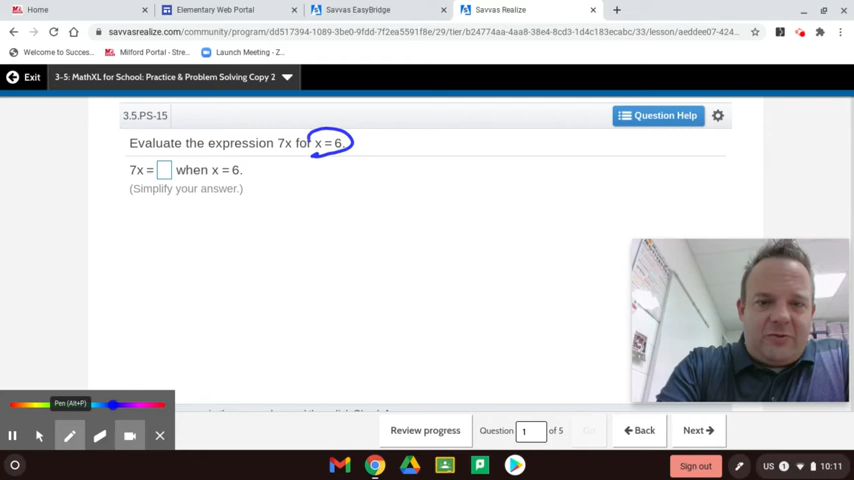 Home
Elementary Web Portal
Savvas EasyBridge
Savvas Realize
savvasrealize.com/community/program/dd517394-1089-3be0-9fdd-7f2ea5591f8e/29/tier/b24774aa-4aa8-38e4-8cd3-1d4c183ecabc/33/lesson/aeddee07-424...
Welcome to Succes...
Milford Portal - Stre...
Launch Meeting - Z...
Exit
3-5: MathXL for School: Practice & Problem Solving Copy 2
3.5.PS-15
Question Help
Evaluate the expression 7x for x = 6.
7x = when x = 6.
(Simplify your answer.)
Pen (Alt+P)
Review progress
Question 1 of 5
Go
Back
Next
Sign out
US
1
10:11